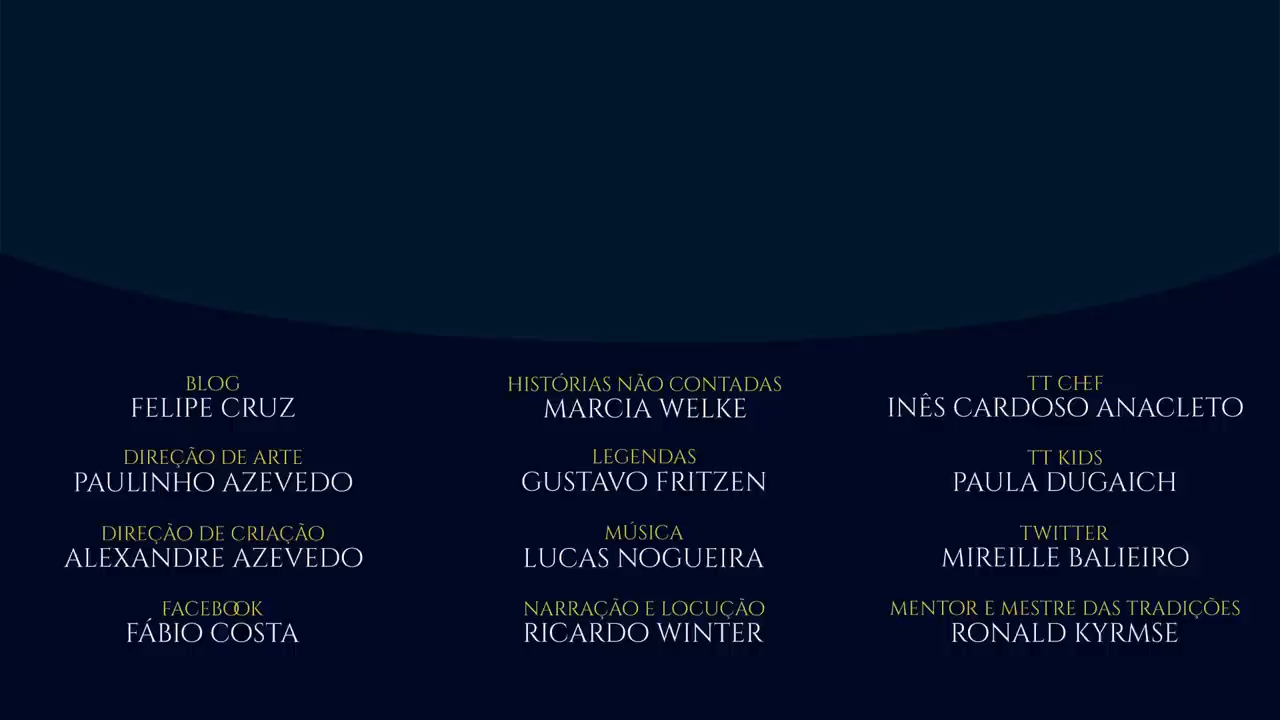 BLOG
FELIPE CRUZ
DIREÇÃO DE ARTE
PAULINHO AZEVEDO
DIREÇÃO DE CRIAÇÃO
ALEXANDRE AZEVEDO
FACEBOOK
FÁBIO COSTA
HISTÓRIAS NÃO CONTADAS
MARCIA WELKE
LEGENDAS
GUSTAVO FRITZEN
MÚSICA
LUCAS NOGUEIRA
NARRAÇÃO E LOCUÇÃO
RICARDO WINTER
TT CHEF
INÊS CARDOSO ANACLETO
TT KIDS
PAULA DUGAICH
TWITTER
MIREILLE BALIEIRO
MENTOR E MESTRE DAS TRADIÇÕES
RONALD KYRMSE